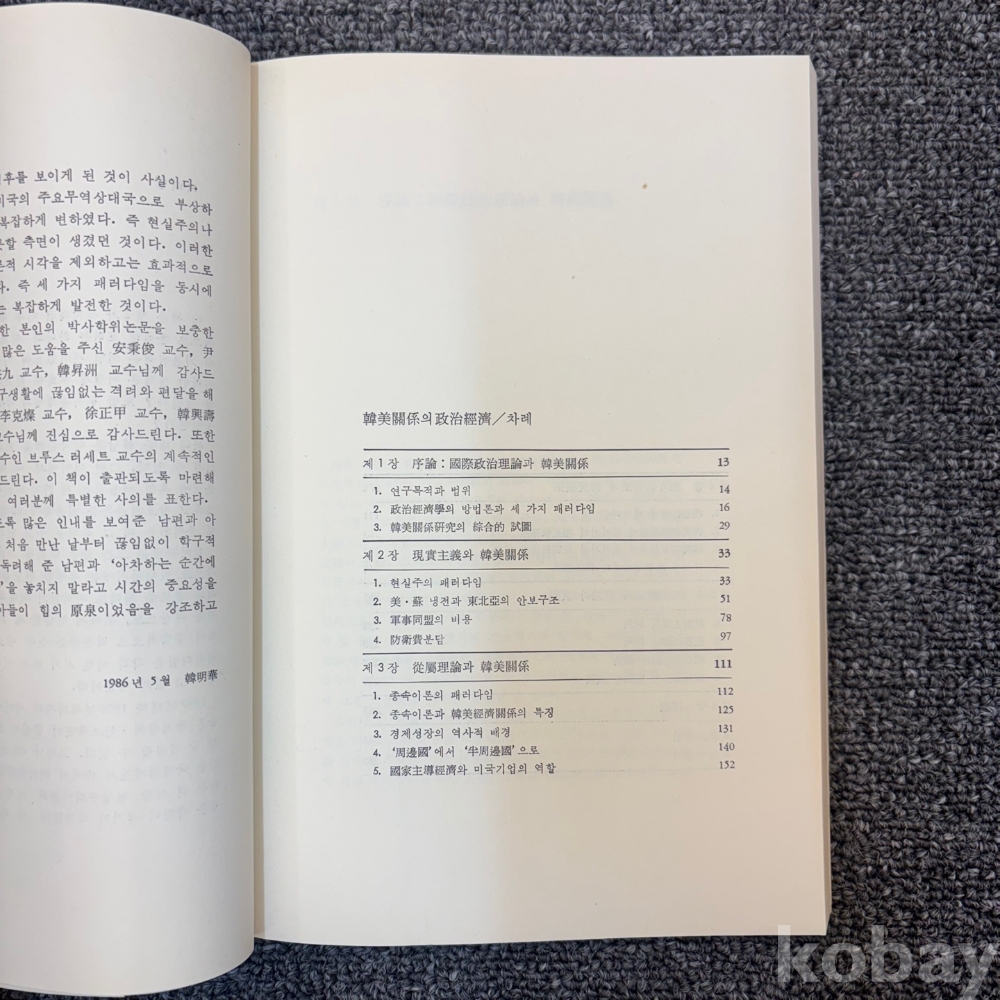 후를 보이게 된 것이 사실이다.
미국의 주요무역상대국으로 부상하
복잡하게 변하였다. 즉 현실주의나
못할 측면이 생겼던 것이다. 이러한
론적 시각을 제외하고는 효과적으로
다. 즉 세 가지 패러다임을 동시에
는 복잡하게 발전한 것이다.
한 본인의 박사학위논문을 보충한
많은 도움을 주신 安秉俊 교수, 尹
九 교수, 韓昇洲 교수님께 감사드
구생활에 끊임없는 격려와 편달을 해
李克燦 교수, 徐正甲 교수, 韓興壽
교수님께 진심으로 감사드린다. 또한
수인 브루스 러세트 교수의 계속적인
드린다. 이 책이 출판되도록 마련해
여러분께 특별한 사의를 표한다.
도록 많은 인내를 보여준 남편과 아
처음 만난 날부터 끊임없이 학구적
독려해 준 남편과 ‘아차하는 순간에
’을 놓치지 말라고 시간의 중요성을
아들이 힘의 原泉이었음을 강조하고
1986년 5월 韓明華
韓美關係의 政治經濟/차례
제 1 장 序論: 國際政治理論과 韓美關係 13
1. 연구목적과 범위 14
2. 政治經濟學의 방법론과 세 가지 패러다임 16
3. 韓美關係硏究의 綜合的 試圖 29
제 2 장 現實主義와 韓美關係 33
1. 현실주의 패러다임 33
2. 美·蘇 냉전과 東北亞의 안보구조 51
3. 軍事同盟의 비용 78
4. 防衛費분담 97
제 3 장 從屬理論과 韓美關係 111
1. 종속이론의 패러다임 112
2. 종속이론과 韓美經濟關係의 특징 125
3. 경제성장의 역사적 배경 131
4. ‘周邊國’에서 ‘半周邊國’으로 140
5. 國家主導經濟와 미국기업의 역할 152
kobay